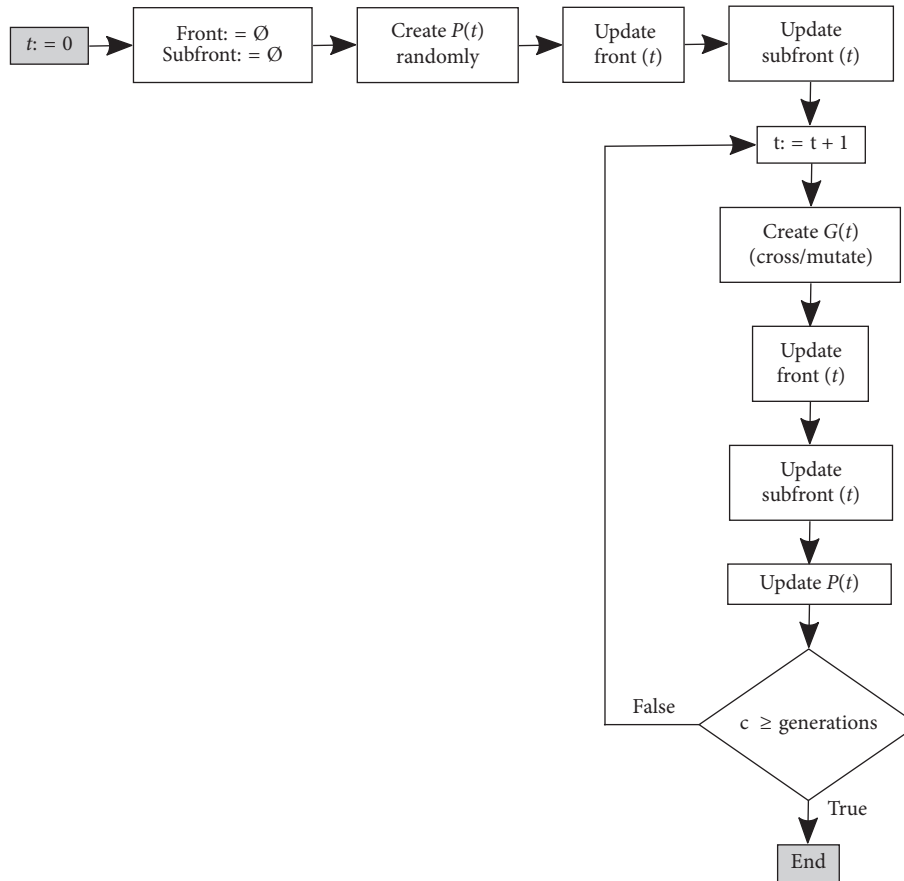 t: = 0
Front: = Ø
Subfront: = Ø
Create P(t)
randomly
Update
front (t)
Update
subfront (t)
t: = t + 1
Create G(t)
(cross/mutate)
Update
front (t)
Update
subfront (t)
Update P(t)
c ≥ generations
False
True
End